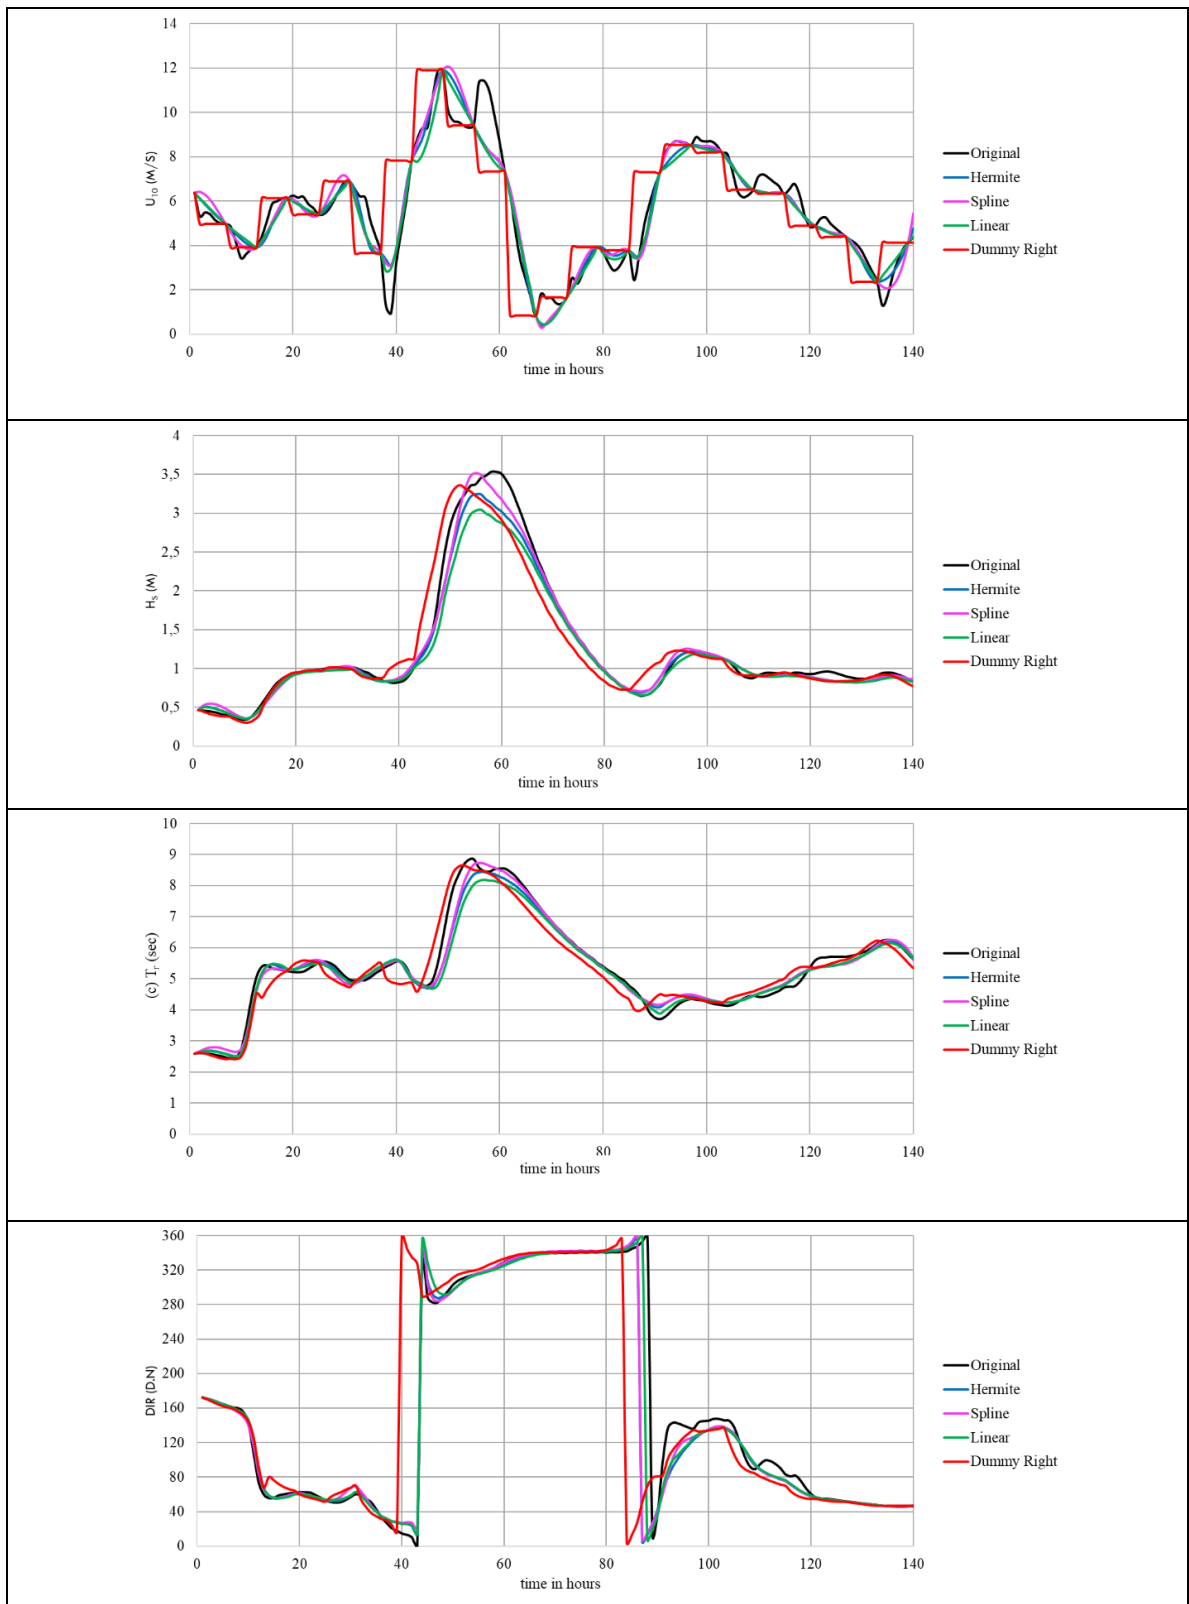 14
12
10
8
6
4
2
0
U10 (M/S)
0 20 40 60 80 100 120 140
time in hours
Original
Hermite
Spline
Linear
Dummy Right
4
3,5
3
2,5
2
1,5
1
0,5
0
HS (M)
0 20 40 60 80 100 120 140
time in hours
Original
Hermite
Spline
Linear
Dummy Right
10
9
8
7
6
5
4
3
2
1
0
(c) Tr (sec)
0 20 40 60 80 100 120 140
time in hours
Original
Hermite
Spline
Linear
Dummy Right
360
320
280
240
200
160
120
80
40
0
DIR (D.N)
0 20 40 60 80 100 120 140
time in hours
Original
Hermite
Spline
Linear
Dummy Right